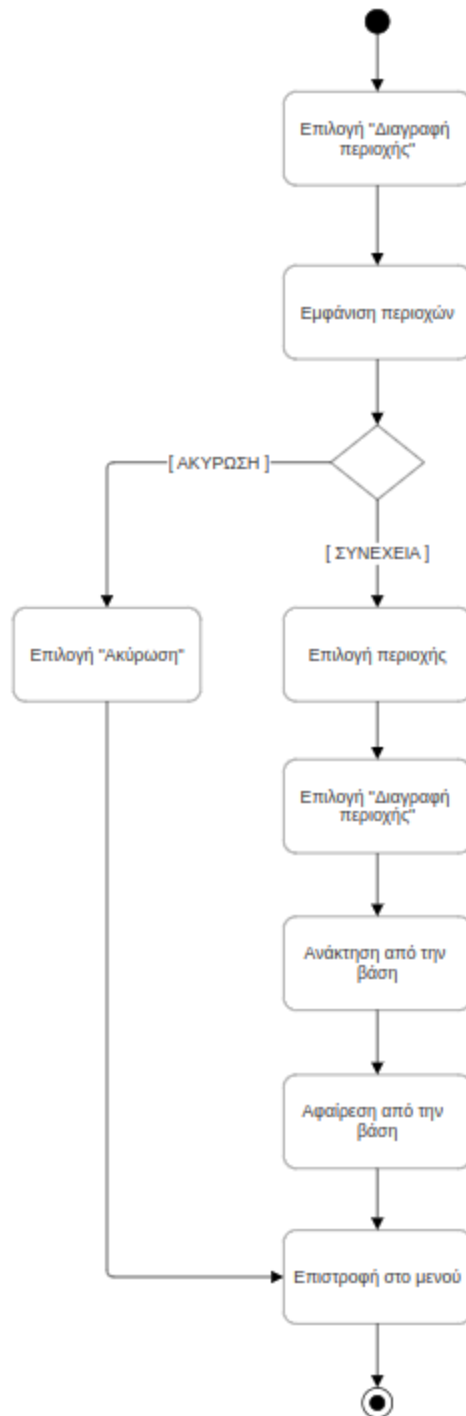 Επιλογή "Διαγραφή
περιοχής"
Εμφάνιση περιοχών
[ ΑΚΥΡΩΣΗ ]
[ ΣΥΝΕΧΕΙΑ ]
Επιλογή "Ακύρωση"
Επιλογή περιοχής
Επιλογή "Διαγραφή
περιοχής"
Ανάκτηση από την
βάση
Αφαίρεση από την
βάση
Επιστροφή στο μενού